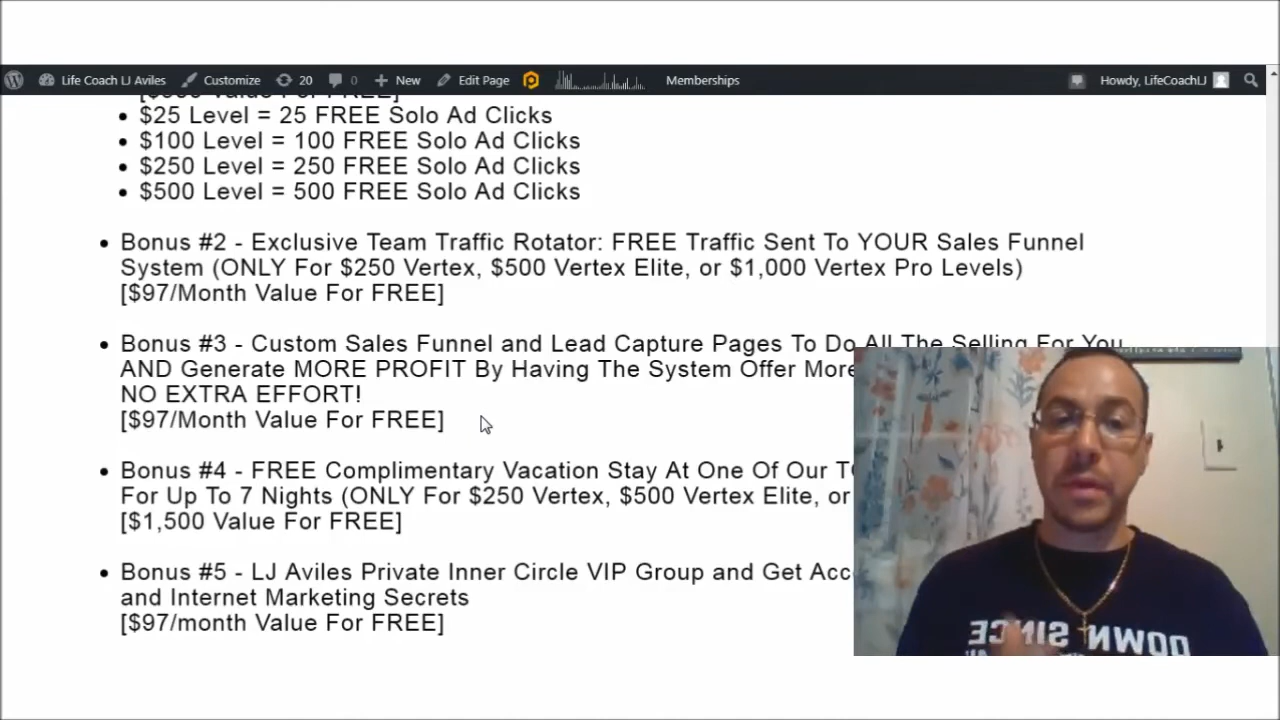 Life Coach LJ Aviles Customize 20 0 New Edit Page Memberships Howdy, LifeCoachLJ
Value For FREE]
$25 Level = 25 FREE Solo Ad Clicks
$100 Level = 100 FREE Solo Ad Clicks
$250 Level = 250 FREE Solo Ad Clicks
$500 Level = 500 FREE Solo Ad Clicks
Bonus #2 - Exclusive Team Traffic Rotator: FREE Traffic Sent To YOUR Sales Funnel
System (ONLY For $250 Vertex, $500 Vertex Elite, or $1,000 Vertex Pro Levels)
[$97/Month Value For FREE]
Bonus #3 - Custom Sales Funnel and Lead Capture Pages To Do All The Selling For You
AND Generate MORE PROFIT By Having The System Offer More
NO EXTRA EFFORT!
[$97/Month Value For FREE]
Bonus #4 - FREE Complimentary Vacation Stay At One Of Our
For Up To 7 Nights (ONLY For $250 Vertex, $500 Vertex Elite, or
[$1,500 Value For FREE]
Bonus #5 - LJ Aviles Private Inner Circle VIP Group and Get
and Internet Marketing Secrets
[$97/month Value For FREE]
DOWN SINCE